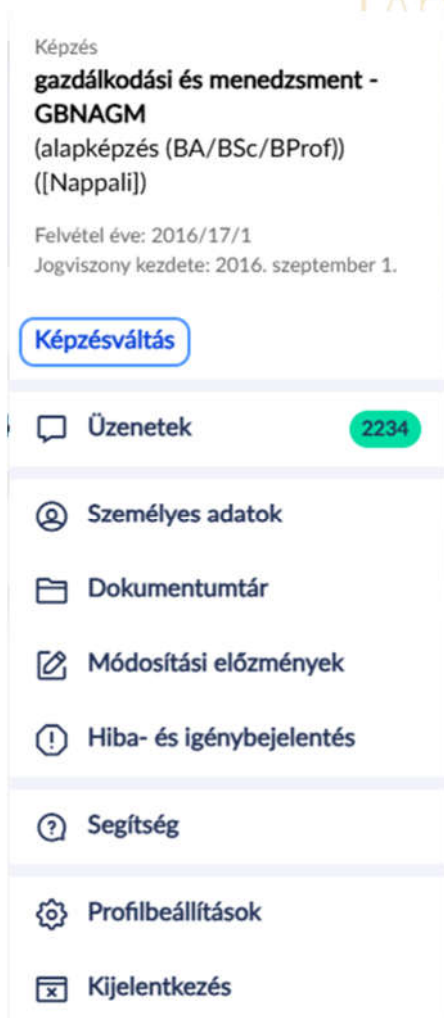 Képzés
gazdálkodási és menedzsment -
GBNAGM
(alapképzés (BA/BSc/BProf))
([Nappali])
Felvétel éve: 2016/17/1
Jogviszony kezdete: 2016. szeptember 1.
Képzésváltás
Üzenetek 2234
Személyes adatok
Dokumentumtár
Módosítási előzmények
Hiba- és igénybejelentés
Segítség
Profilbeállítások
Kijelentkezés